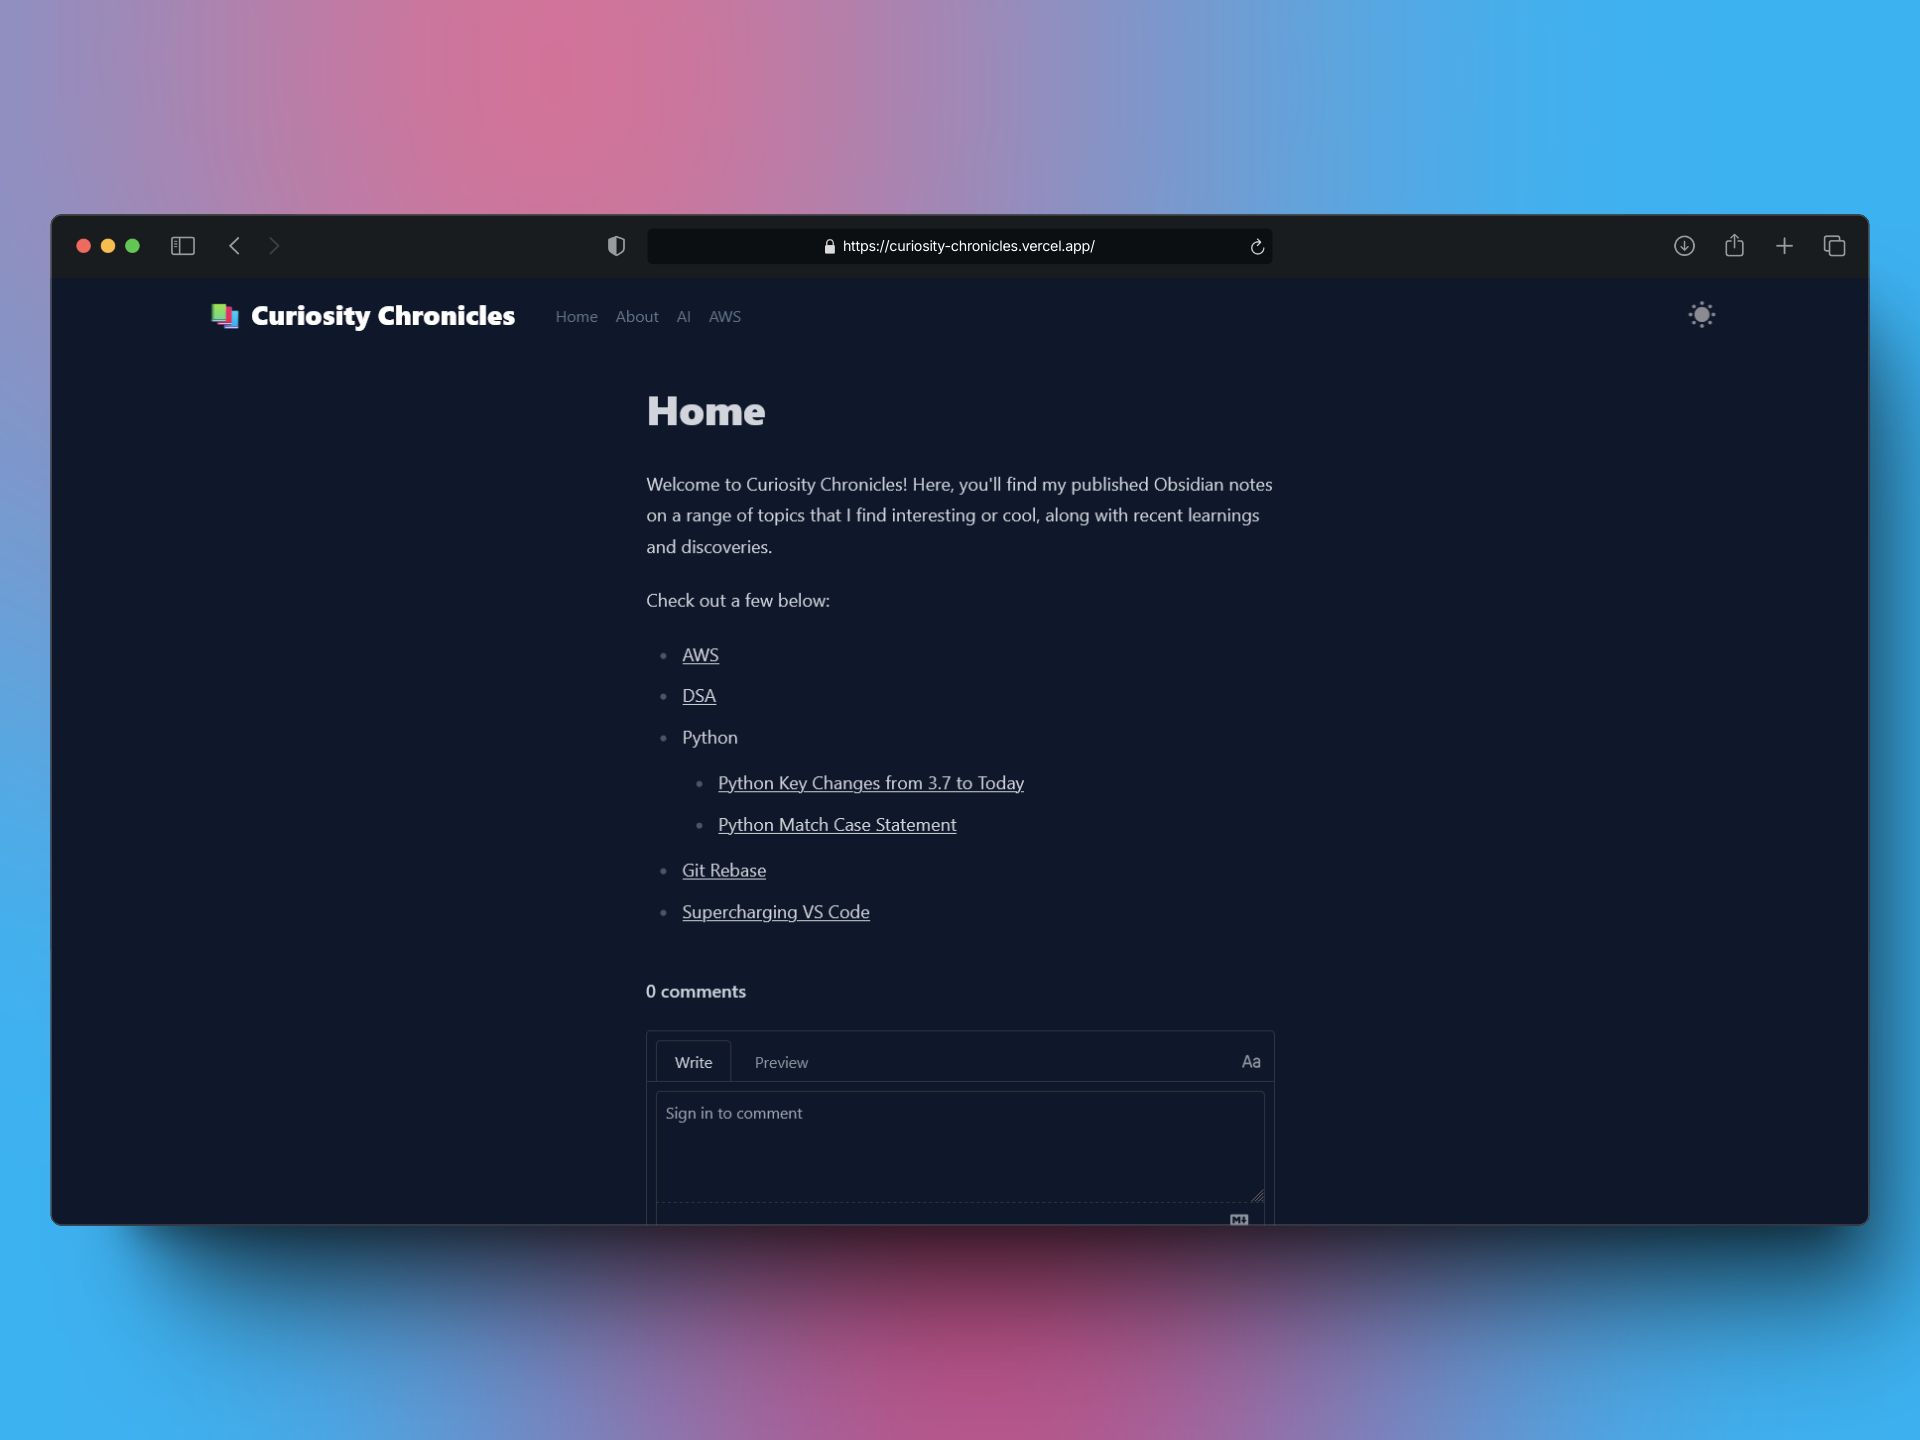 https://curiosity-chronicles.vercel.app/
Curiosity Chronicles
Home About AI AWS
Home
Welcome to Curiosity Chronicles! Here, you'll find my published Obsidian notes
on a range of topics that I find interesting or cool, along with recent learnings
and discoveries.
Check out a few below:
AWS
DSA
Python
Python Key Changes from 3.7 to Today
Python Match Case Statement
Git Rebase
Supercharging VS Code
0 comments
Write Preview Aa
Sign in to comment